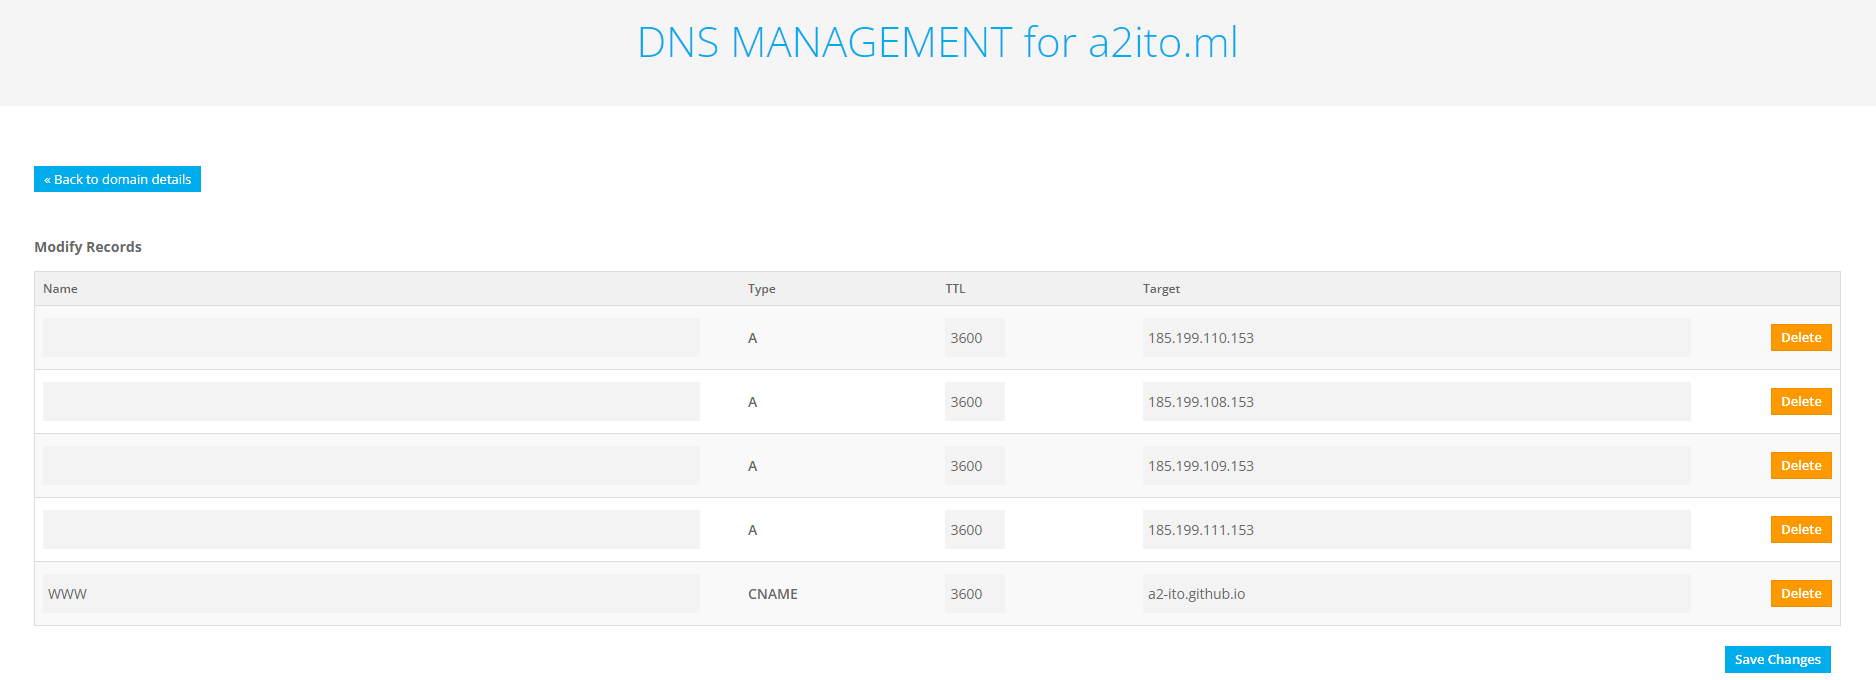 DNS MANAGEMENT for a2ito.ml
« Back to domain details
Modify Records
Name Type TTL Target
A 3600 185.199.110.153 Delete
A 3600 185.199.108.153 Delete
A 3600 185.199.109.153 Delete
A 3600 185.199.111.153 Delete
WWW CNAME 3600 a2-ito.github.io Delete
Save Changes